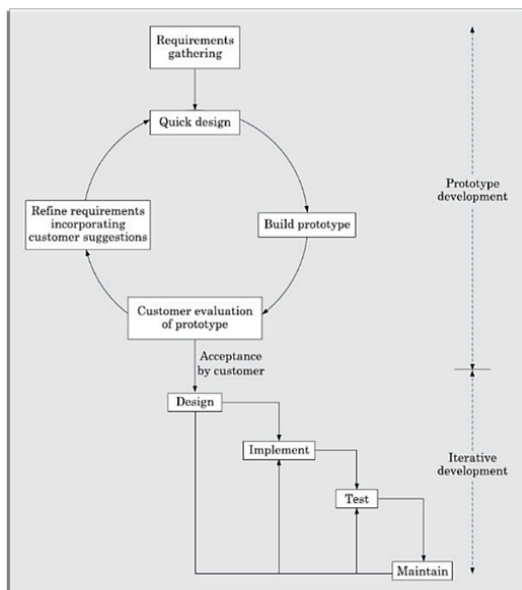 Requirements
gathering
Quick design
Prototype
development
Refine requirements
incorporating
customer suggestions
Build prototype
Customer evaluation
of prototype
Acceptance
by customer
Design
Implement
Iterative
development
Test
Maintain